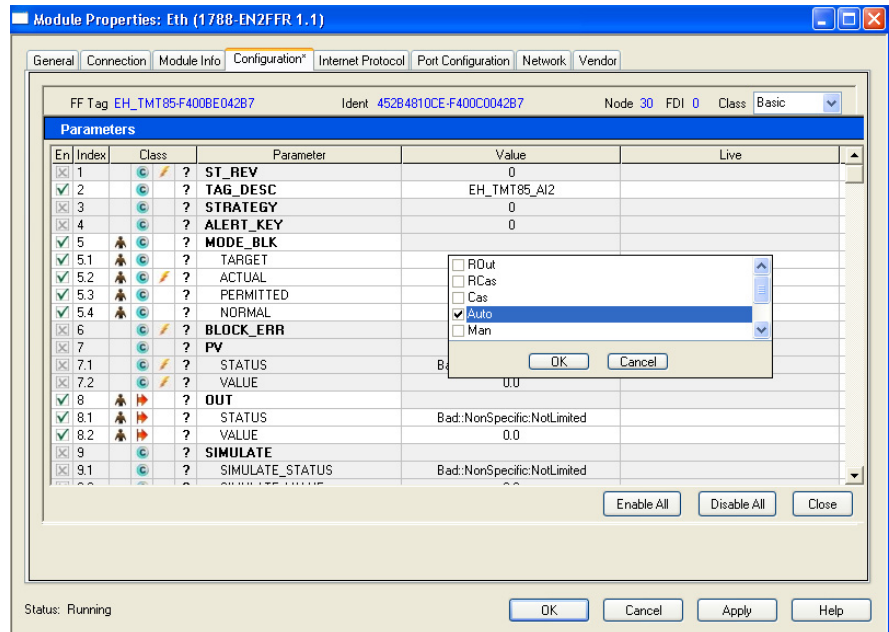 Module Properties: Eth (1788-EN2FFR 1.1)
General Connection Module Info Configuration* Internet Protocol Port Configuration Network Vendor
FF Tag EH_TMT85-F400BE042B7 Ident 452B4810CE-F400C0042B7 Node 30 FDI 0 Class Basic
Parameters
En Index Class Parameter Value Live
1 C ? ST_REV 0
2 C ? TAG_DESC EH_TMT85_AI2
3 C ? STRATEGY 0
4 C ? ALERT_KEY 0
5 C ? MODE_BLK
5.1 C ? TARGET
ROut
5.2 C ? ACTUAL
RCas
5.3 C ? PERMITTED
Cas
5.4 C ? NORMAL
Auto
6 C ? BLOCK_ERR
Man
7 C ? PV
7.1 C ? STATUS Ba
OK Cancel
7.2 C ? VALUE 0.0
8 ? OUT
8.1 ? STATUS Bad::NonSpecific:NotLimited
8.2 ? VALUE 0.0
9 C ? SIMULATE
9.1 C ? SIMULATE_STATUS Bad::NonSpecific:NotLimited
Enable All Disable All Close
Status: Running OK Cancel Apply Help